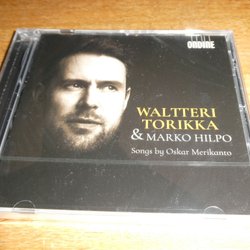 ONDINE
WALTTERI
TORIKKA
& MARKO HILPO
Songs by Oskar Merikanto